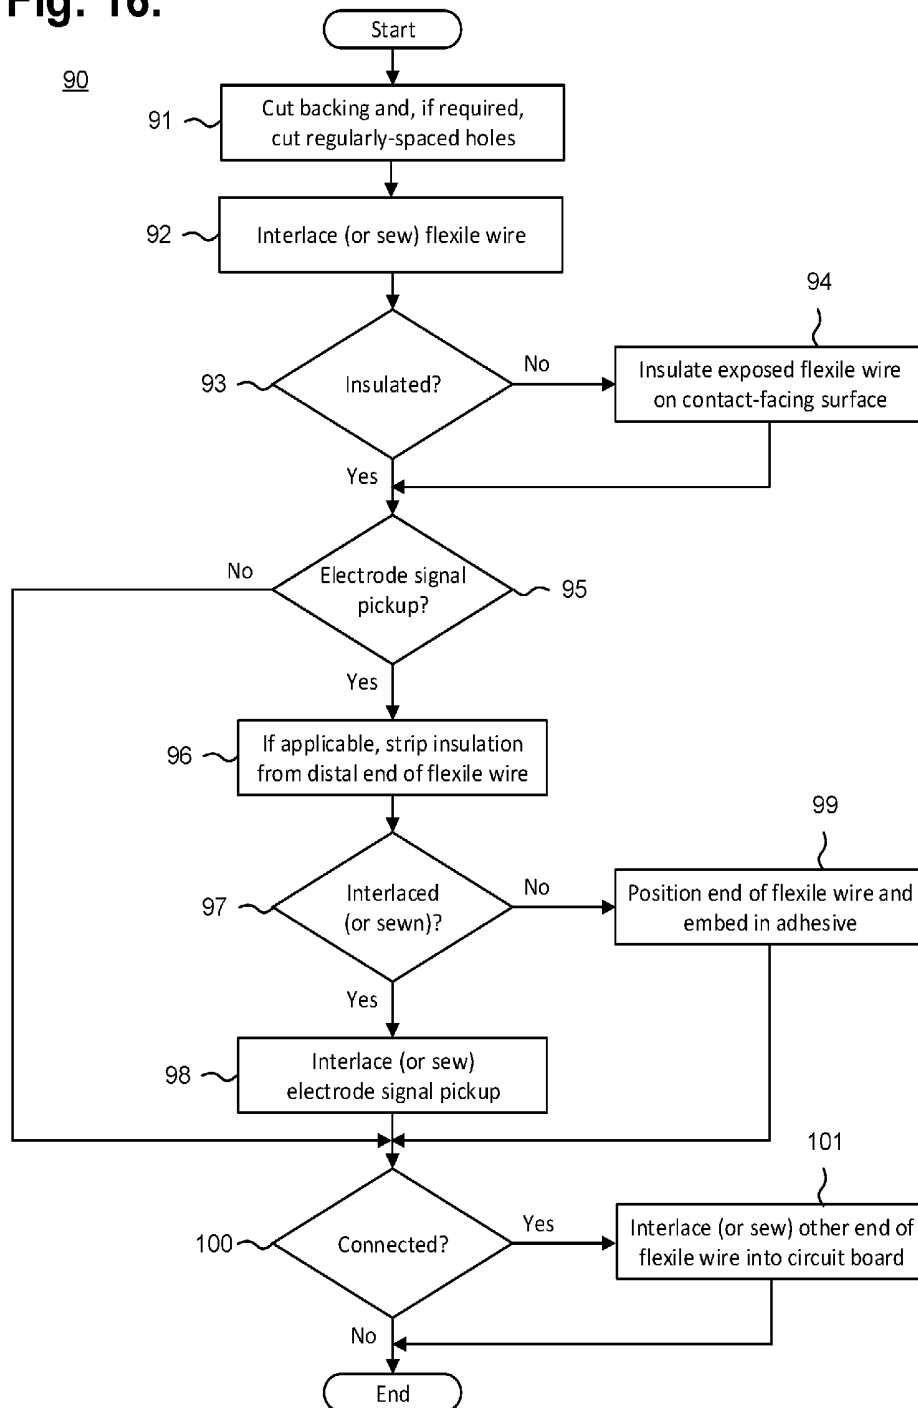 Fig. 16.
Start
90
91
Cut backing and, if required,
cut regularly-spaced holes
92
Interlace (or sew) flexile wire
94
93
Insulated?
No
Insulate exposed flexile wire
on contact-facing surface
Yes
No
Electrode signal
pickup?
95
Yes
96
If applicable, strip insulation
from distal end of flexile wire
99
97
Interlaced
(or sewn)?
No
Position end of flexile wire and
embed in adhesive
Yes
98
Interlace (or sew)
electrode signal pickup
101
100
Connected?
Yes
Interlace (or sew) other end of
flexile wire into circuit board
No
End